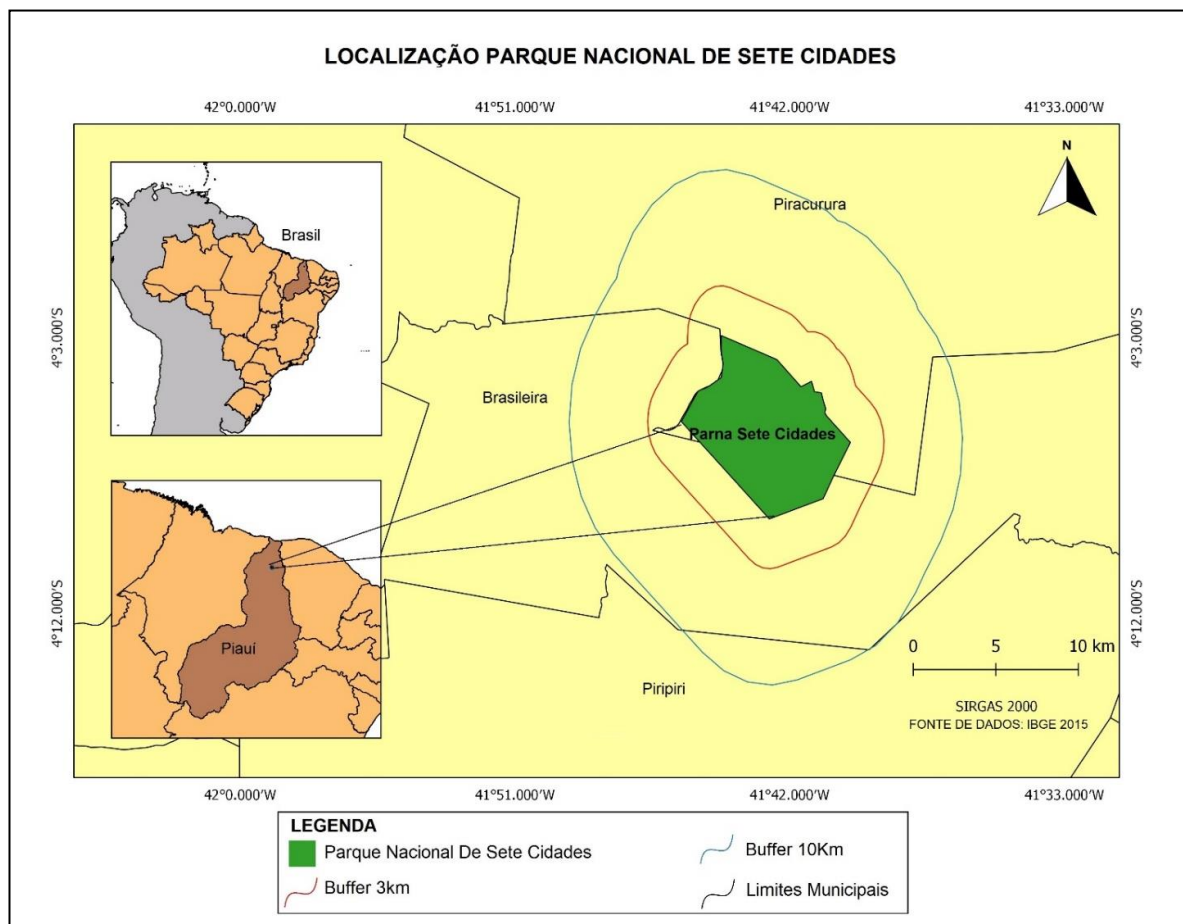 LOCALIZAÇÃO PARQUE NACIONAL DE SETE CIDADES
42°0.000'W 41°51.000'W 41°42.000'W 41°33.000'W
N
Piracurura
Brasil
4°3.000'S 4°3.000'S
Brasileira
Parna Sete Cidades
4°12.000'S 4°12.000'S
Piauí
0 5 10 km
Piripiri
SIRGAS 2000
FONTE DE DADOS: IBGE 2015
42°0.000'W 41°51.000'W 41°42.000'W 41°33.000'W
LEGENDA
Parque Nacional De Sete Cidades
Buffer 3km
Buffer 10Km
Limites Municipais